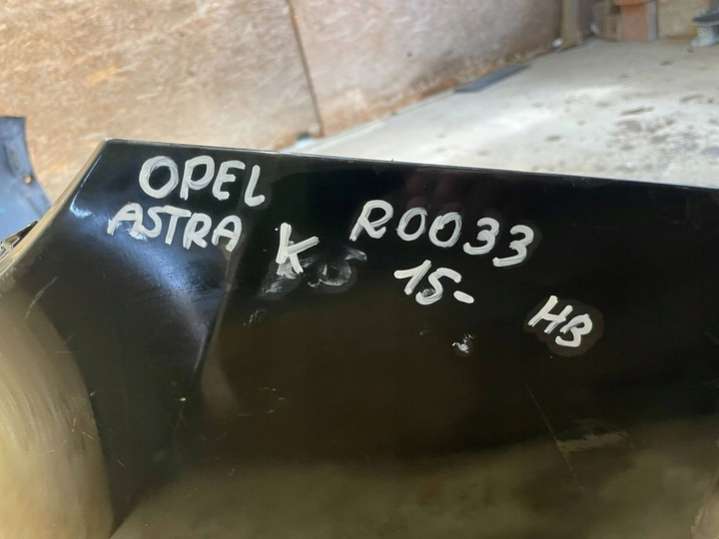 OPEL
ASTRA K R0033
15- HB